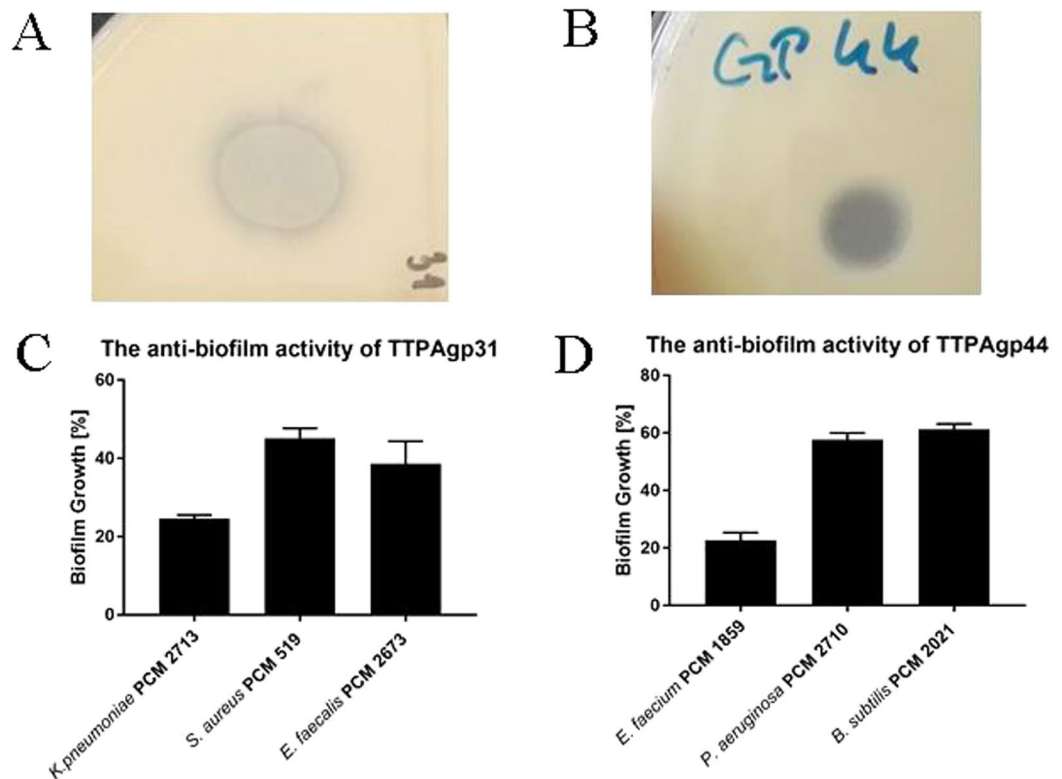 A
B
GP 44
31
C
The anti-biofilm activity of TTPAgp31
60
40
20
0
Biofilm Growth [%]
K.pneumoniae PCM 2713
S. aureus PCM 519
E. faecalis PCM 2673
D
The anti-biofilm activity of TTPAgp44
80
60
40
20
0
Biofilm Growth [%]
E. faecium PCM 1859
P. aeruginosa PCM 2710
B. subtilis PCM 2021